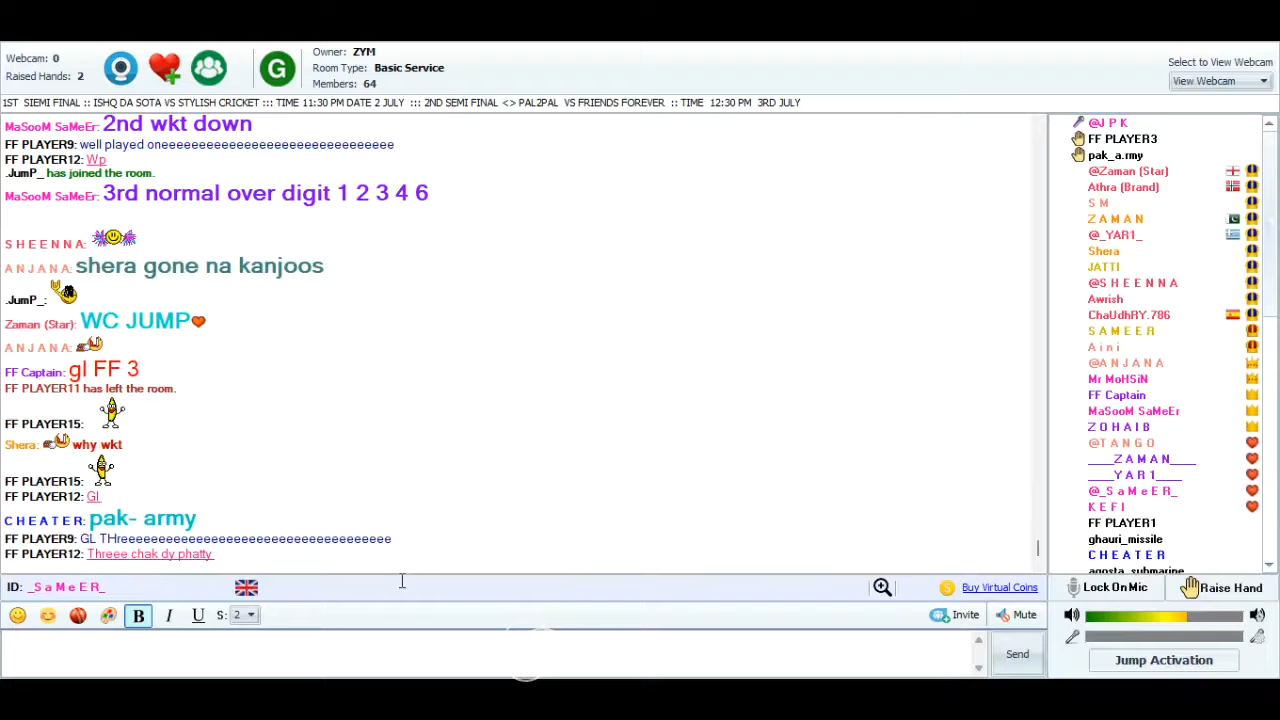 Webcam: 0
Raised Hands: 2
G
Owner: ZYM
Room Type: Basic Service
Members: 64
Select to View Webcam
View Webcam
1ST SIEMI FINAL :: ISHQ DA SOTA VS STYLISH CRICKET ::: TIME 11:30 PM DATE 2 JULY ::: 2ND SEMI FINAL <> PAL2PAL VS FRIENDS FOREVER :: TIME 12:30 PM 3RD JULY
MaSooM SaMeEr: 2nd wkt down
FF PLAYER9: well played oneeeeeeeeeeeeeeeeeeeeeeeeeeeeeee
FF PLAYER12: Wp
.JumP_ has joined the room.
MaSooM SaMeEr: 3rd normal over digit 1 2 3 4 6
S H E E N N A:
A N J A N A: shera gone na kanjoos
.JumP_:
Zaman (Star): WC JUMP
A N J A N A:
FF Captain: gl FF 3
FF PLAYER11 has left the room.
FF PLAYER15:
Shera: why wkt
FF PLAYER15:
FF PLAYER12: Gl
C H E A T E R: pak- army
FF PLAYER9: GL THreeeeeeeeeeeeeeeeeeeeeeeeeeeeeeeeeeee
FF PLAYER12: Threee chak dy phatty
@J P K
FF PLAYER3
pak_a.rmy
@Zaman (Star)
Athra (Brand)
S M
Z A M A N
@_YAR1_
Shera
JATTI
@S H E E N N A
Awrish
ChaUdhRY.786
S A M E E R
A i n i
@A N J A N A
Mr MoHSiN
FF Captain
MaSooM SaMeEr
Z O H A I B
@T A N G O
____Z A M A N____
____Y A R 1____
@_S a M e E R_
K E F I
FF PLAYER1
ghauri_missile
C H E A T E R
agosta_submarine
ID: _S a M e E R_
Buy Virtual Coins
Lock On Mic
Raise Hand
B I U S: 2
Invite
Mute
Send
Jump Activation